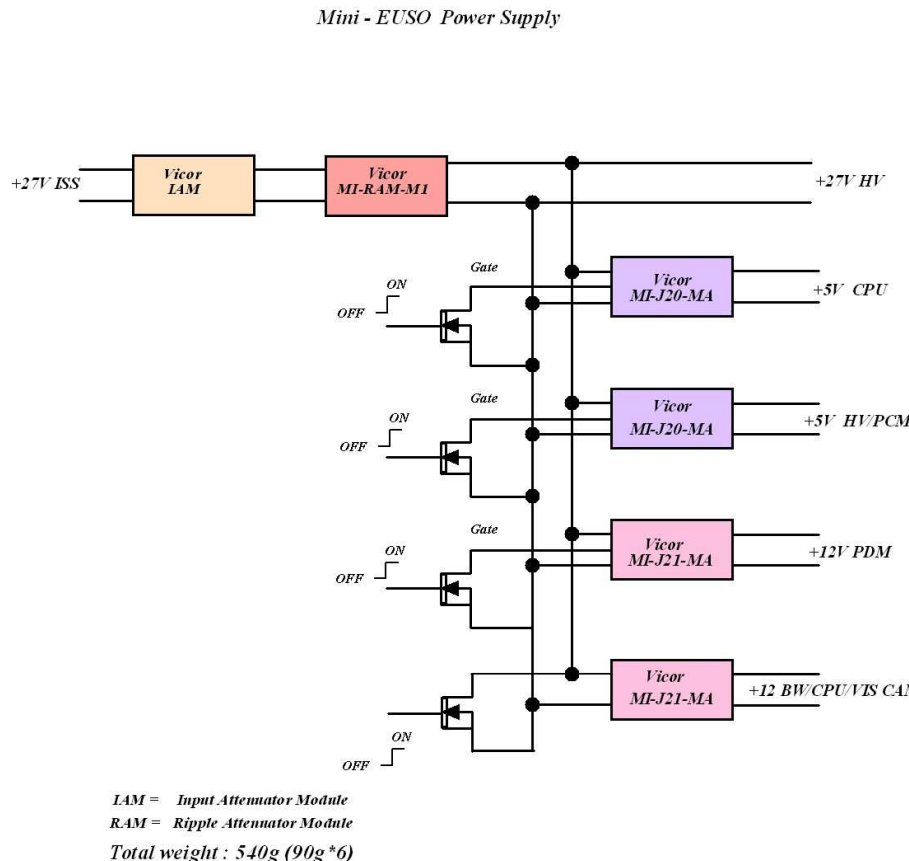 Mini - EUSO Power Supply
+27V ISS
Vicor
IAM
Vicor
MI-RAM-M1
+27V HV
Gate
ON
OFF
Vicor
MI-J20-MA
+5V CPU
Gate
ON
OFF
Vicor
MI-J20-MA
+5V HV/PCM
Gate
ON
OFF
Vicor
MI-J21-MA
+12V PDM
Vicor
MI-J21-MA
+12 BW/CPU/VIS CAM
ON
OFF
IAM = Input Attenuator Module
RAM = Ripple Attenuator Module
Total weight : 540g (90g *6)